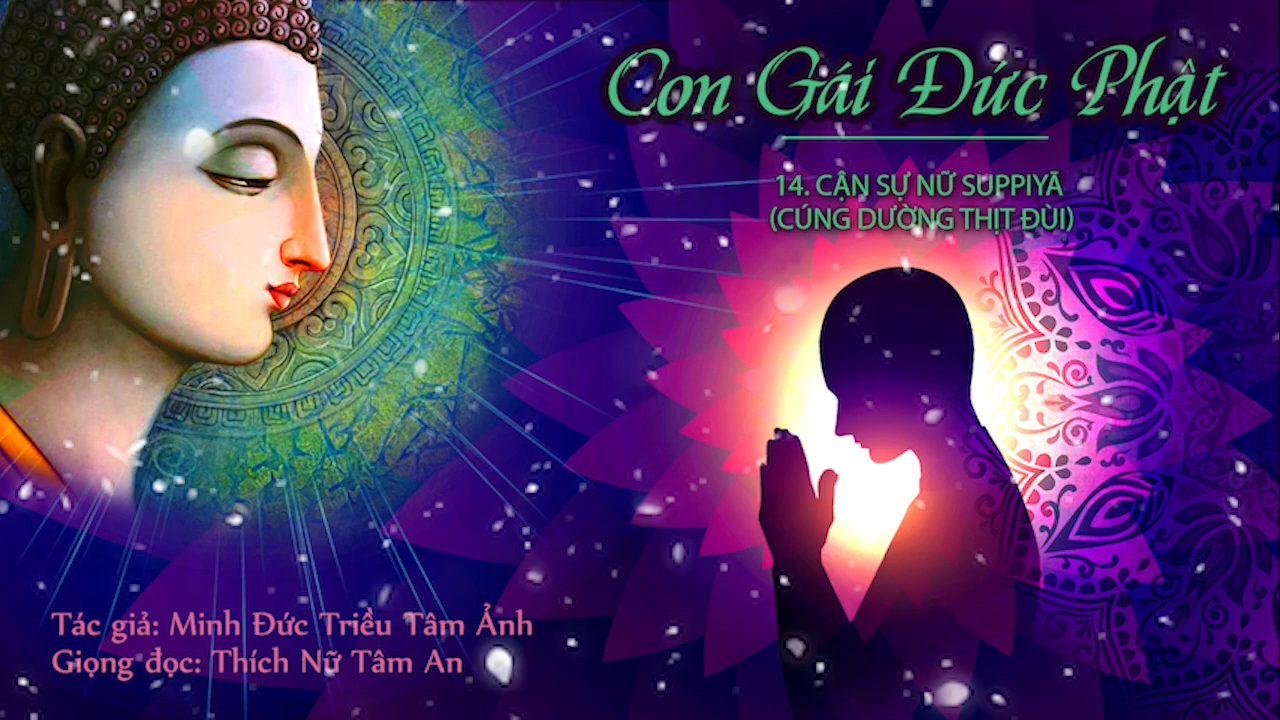 Con Gái Đức Phật
14. CẬN SỰ NỮ SUPPIYĀ
(CÚNG DƯỜNG THỊT ĐÙI)
Tác giả: Minh Đức Triều Tâm Ảnh
Giọng đọc: Thích Nữ Tâm An